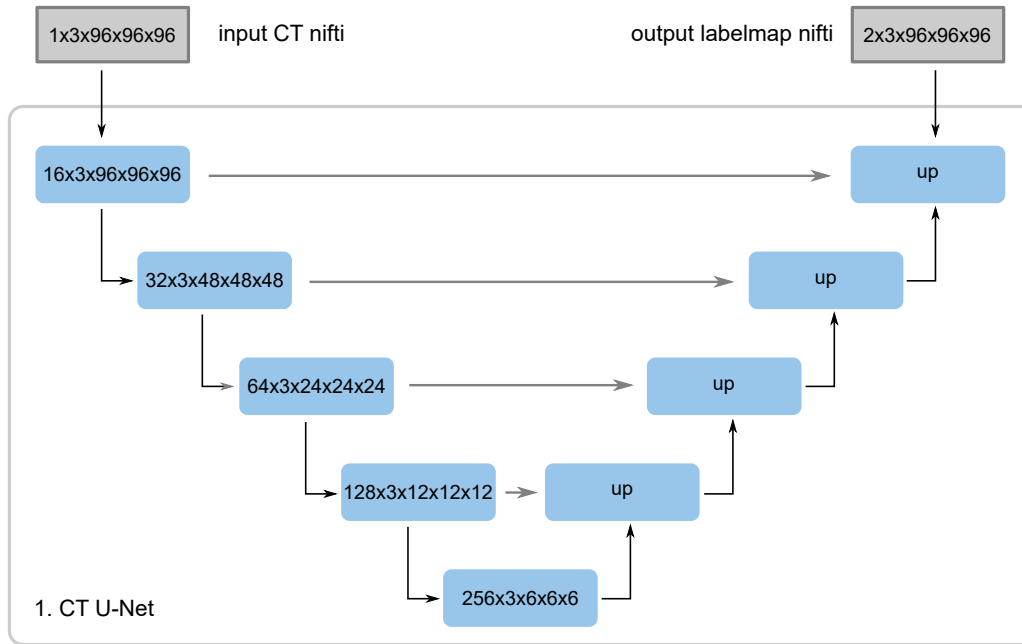 1x3x96x96x96 input CT nifti output labelmap nifti 2x3x96x96x96
16x3x96x96x96 up
32x3x48x48x48 up
64x3x24x24x24 up
128x3x12x12x12 up
256x3x6x6x6
1. CT U-Net